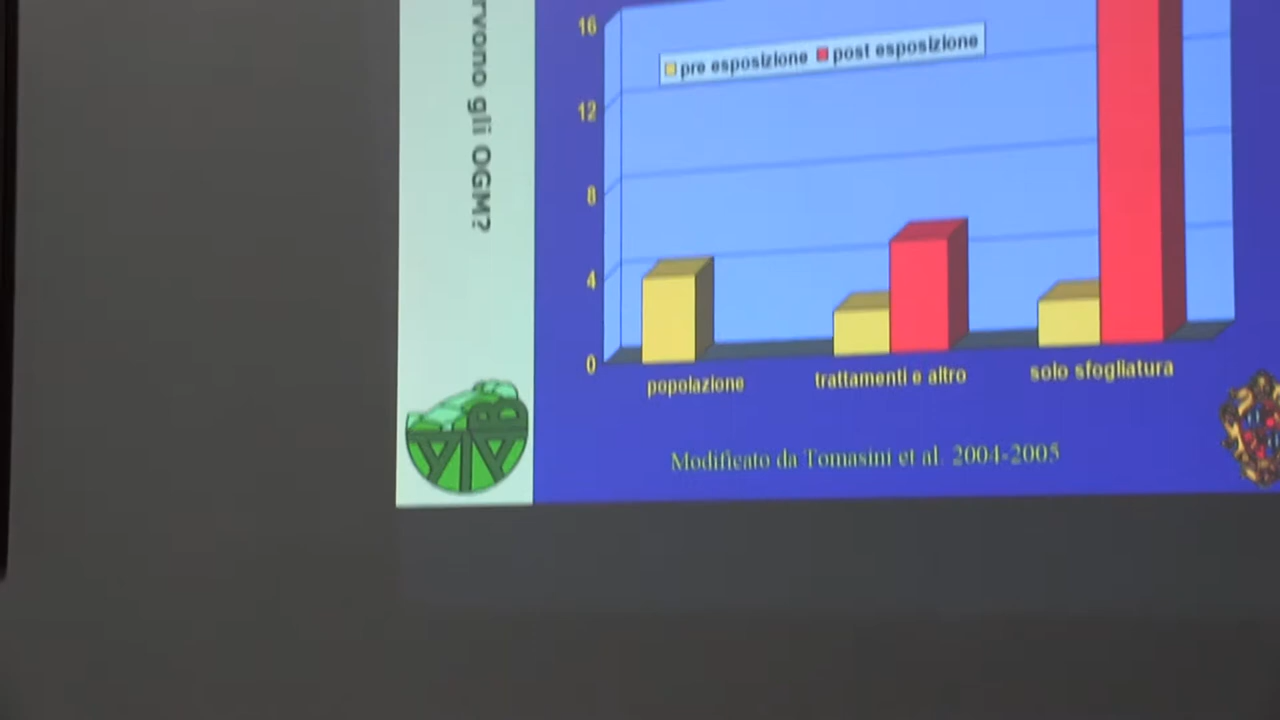 rvono gli OGM?
16
pre esposizione post esposizione
12
8
4
0
popolazione trattamenti e altro solo sfogliatura
Modificato da Tomasini et al. 2004-2005